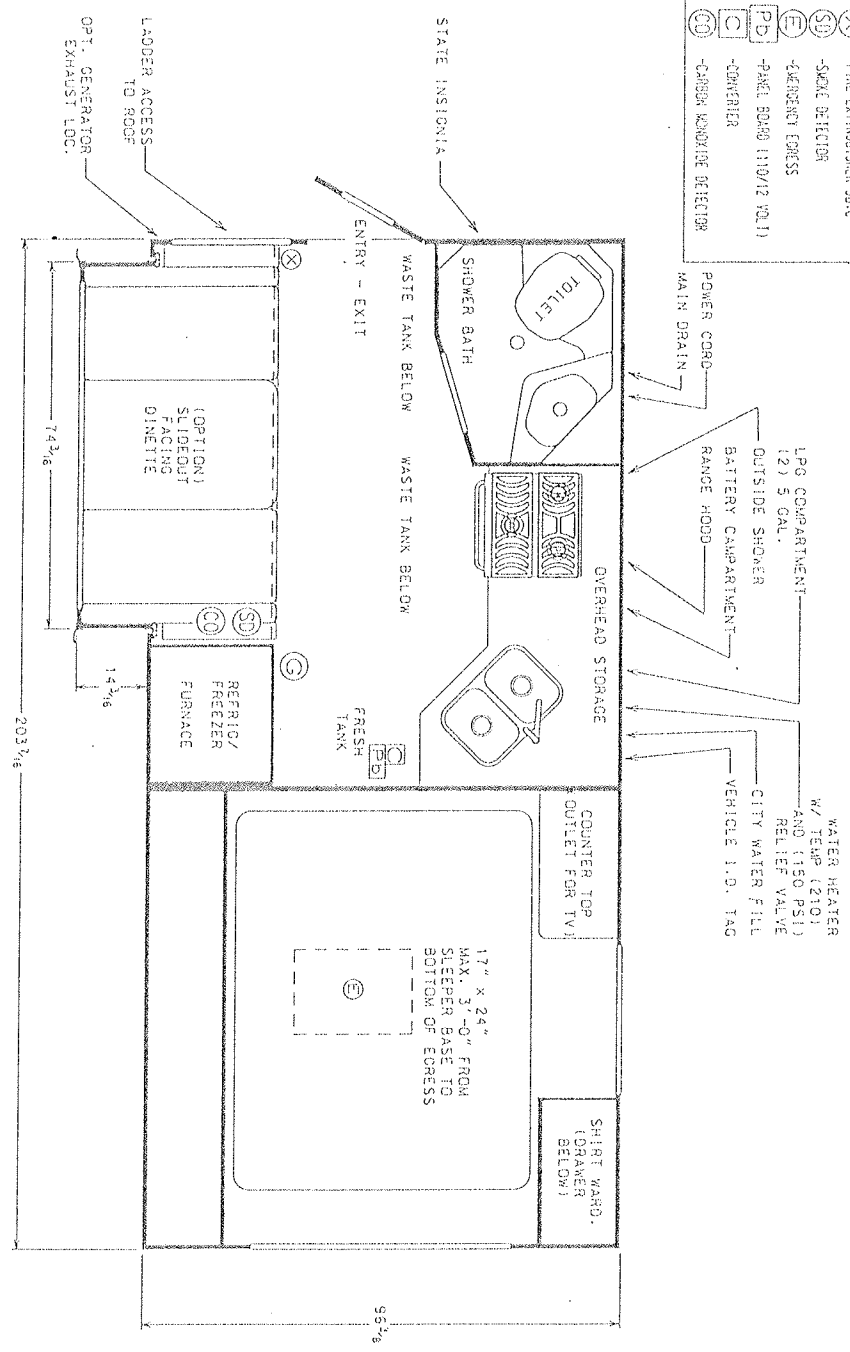 -SMOKE DETECTOR
-EMERGENCY EGRESS
-PANEL BOARD (110/12 VOLT)
-CONVERTER
-CARBON MONOXIDE DETECTOR
X
SD
E
Pb
C
CO
POWER CORD
MAIN DRAIN
LPG COMPARTMENT
(2) 5 GAL.
OUTSIDE SHOWER
BATTERY CAMPARTMENT
RANGE HOOD
WATER HEATER
W/ TEMP (210)
AND (150 PSI)
RELIEF VALVE
CITY WATER FILL
VEHICLE I.D. TAG
STATE INSIGNIA
LADDER ACCESS
TO ROOF
OPT. GENERATOR
EXHAUST LOC.
TOILET
SHOWER BATH
ENTRY - EXIT
WASTE TANK BELOW
WASTE TANK BELOW
OVERHEAD STORAGE
X
(OPTION)
SLIDEOUT
FACING
DINETTE
SD
CO
G
REFRIG/
FREEZER
FURNACE
FRESH
TANK
C
Pb
COUNTER TOP
OUTLET FOR TV)
17" x 24"
MAX. 3'-0" FROM
SLEEPER BASE TO
BOTTOM OF EGRESS
E
SHIRT WARD.
(DRAWER
BELOW)
74 3/16
14 3/16
203 7/16